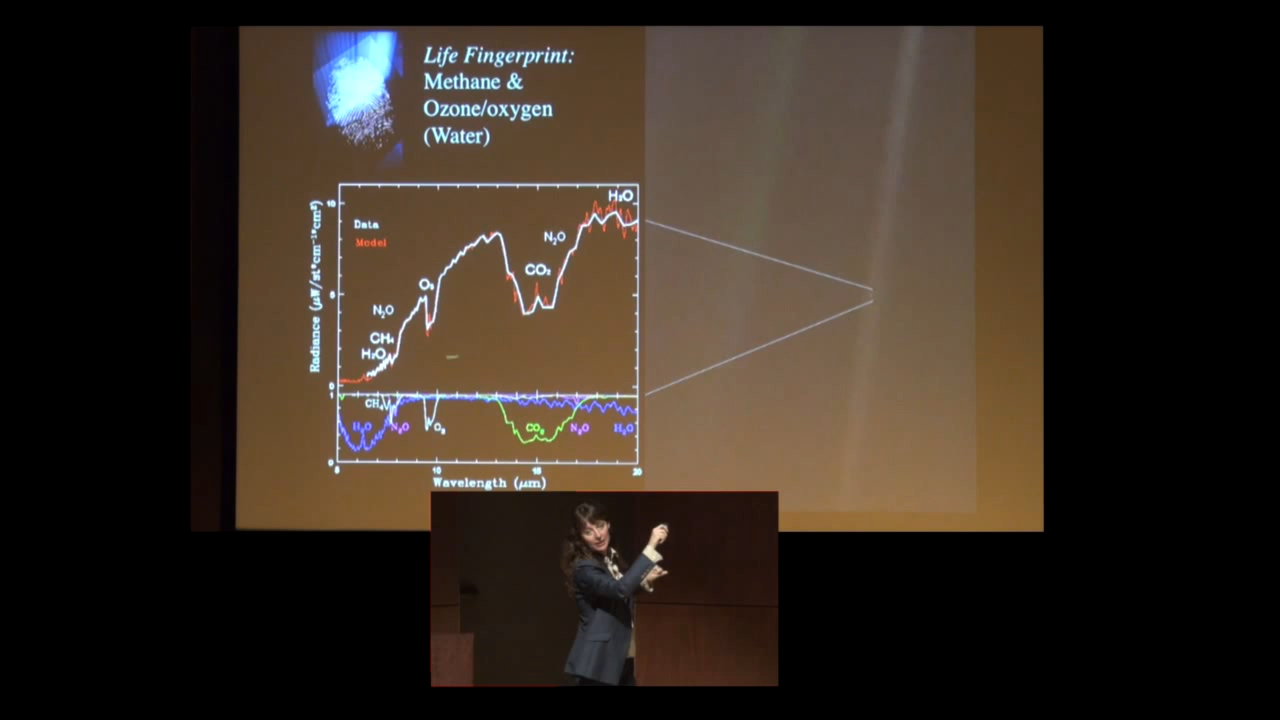 Life Fingerprint:
Methane &
Ozone/oxygen
(Water)
H₂O
10
Data
N₂O
Model
CO₂
O₃
5
N₂O
CH₄
H₂O
0
Radiance (μW/st*cm⁻¹*cm²)
1
CH₄
H₂O N₂O O₃ CO₂ N₂O H₂O
0
5 10 15 20
Wavelength (μm)